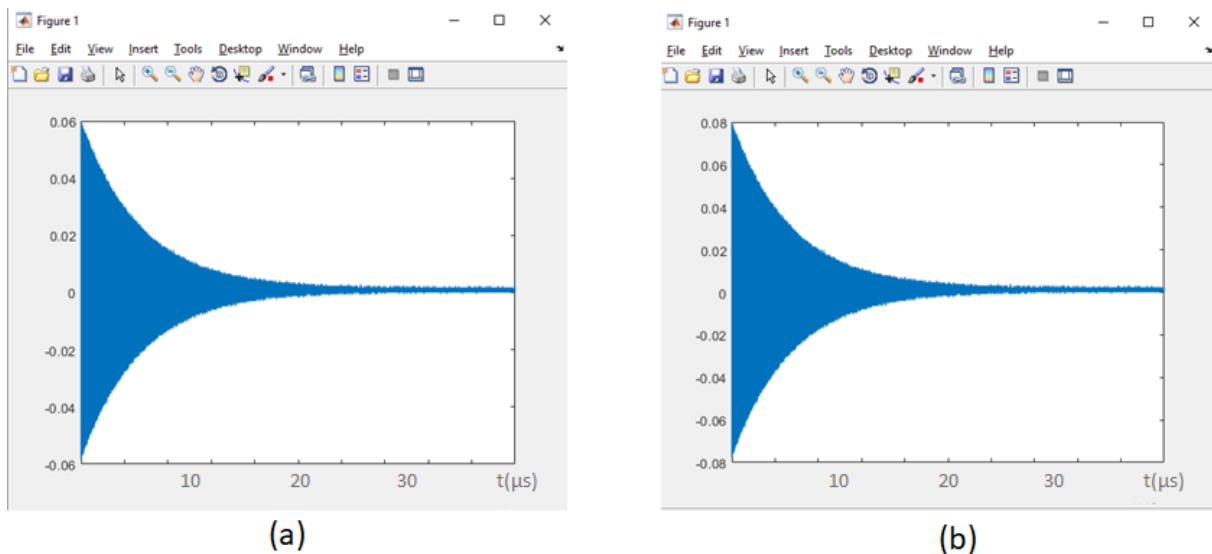 Figure 1
File Edit View Insert Tools Desktop Window Help
0.06
0.04
0.02
0
-0.02
-0.04
-0.06
10 20 30 t(μs)
(a)
Figure 1
File Edit View Insert Tools Desktop Window Help
0.08
0.06
0.04
0.02
0
-0.02
-0.04
-0.06
-0.08
10 20 30 t(μs)
(b)